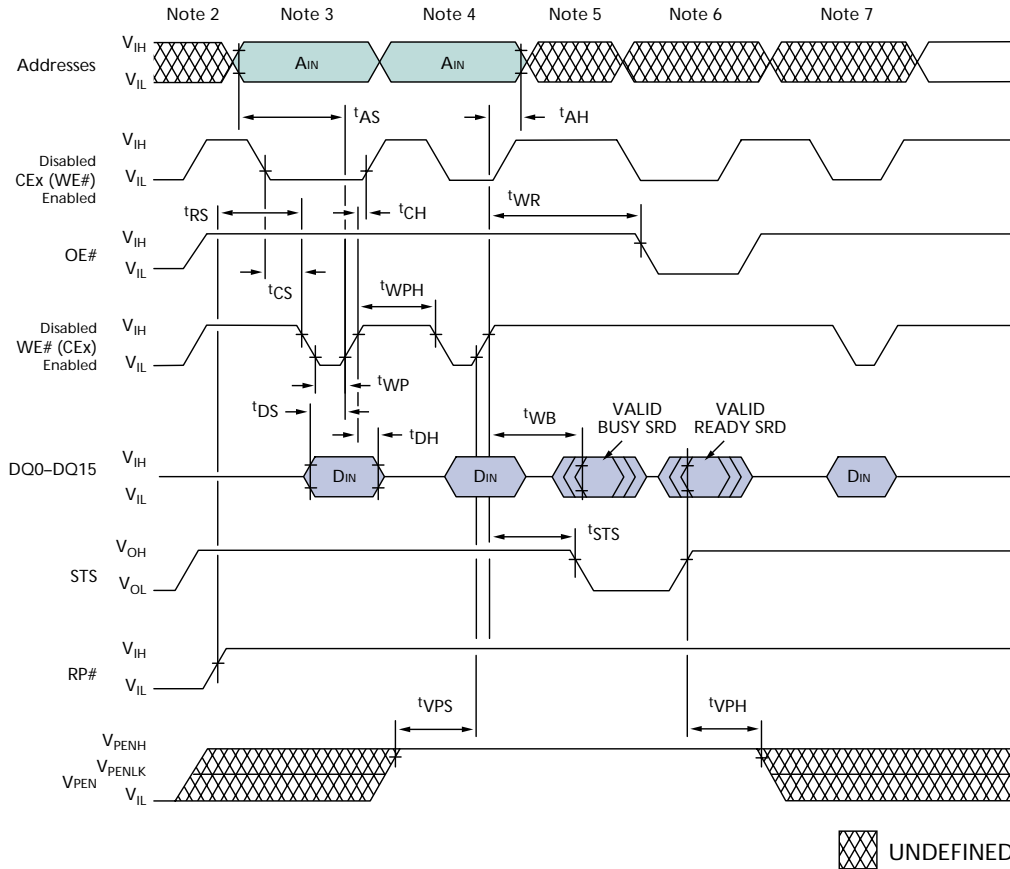 Note 2 Note 3 Note 4 Note 5 Note 6 Note 7
Addresses
VIH
VIL
AIN
AIN
tAS
tAH
Disabled
CEx (WE#)
Enabled
VIH
VIL
tRS
tCH
tWR
OE#
VIH
VIL
tCS
tWPH
Disabled
WE# (CEx)
Enabled
VIH
VIL
tWP
tDS
tDH
tWB
VALID
BUSY SRD
VALID
READY SRD
DQ0–DQ15
VIH
VIL
DIN
DIN
DIN
tSTS
STS
VOH
VOL
RP#
VIH
VIL
tVPS
tVPH
VPEN
VPENH
VPENLK
VIL
UNDEFINED